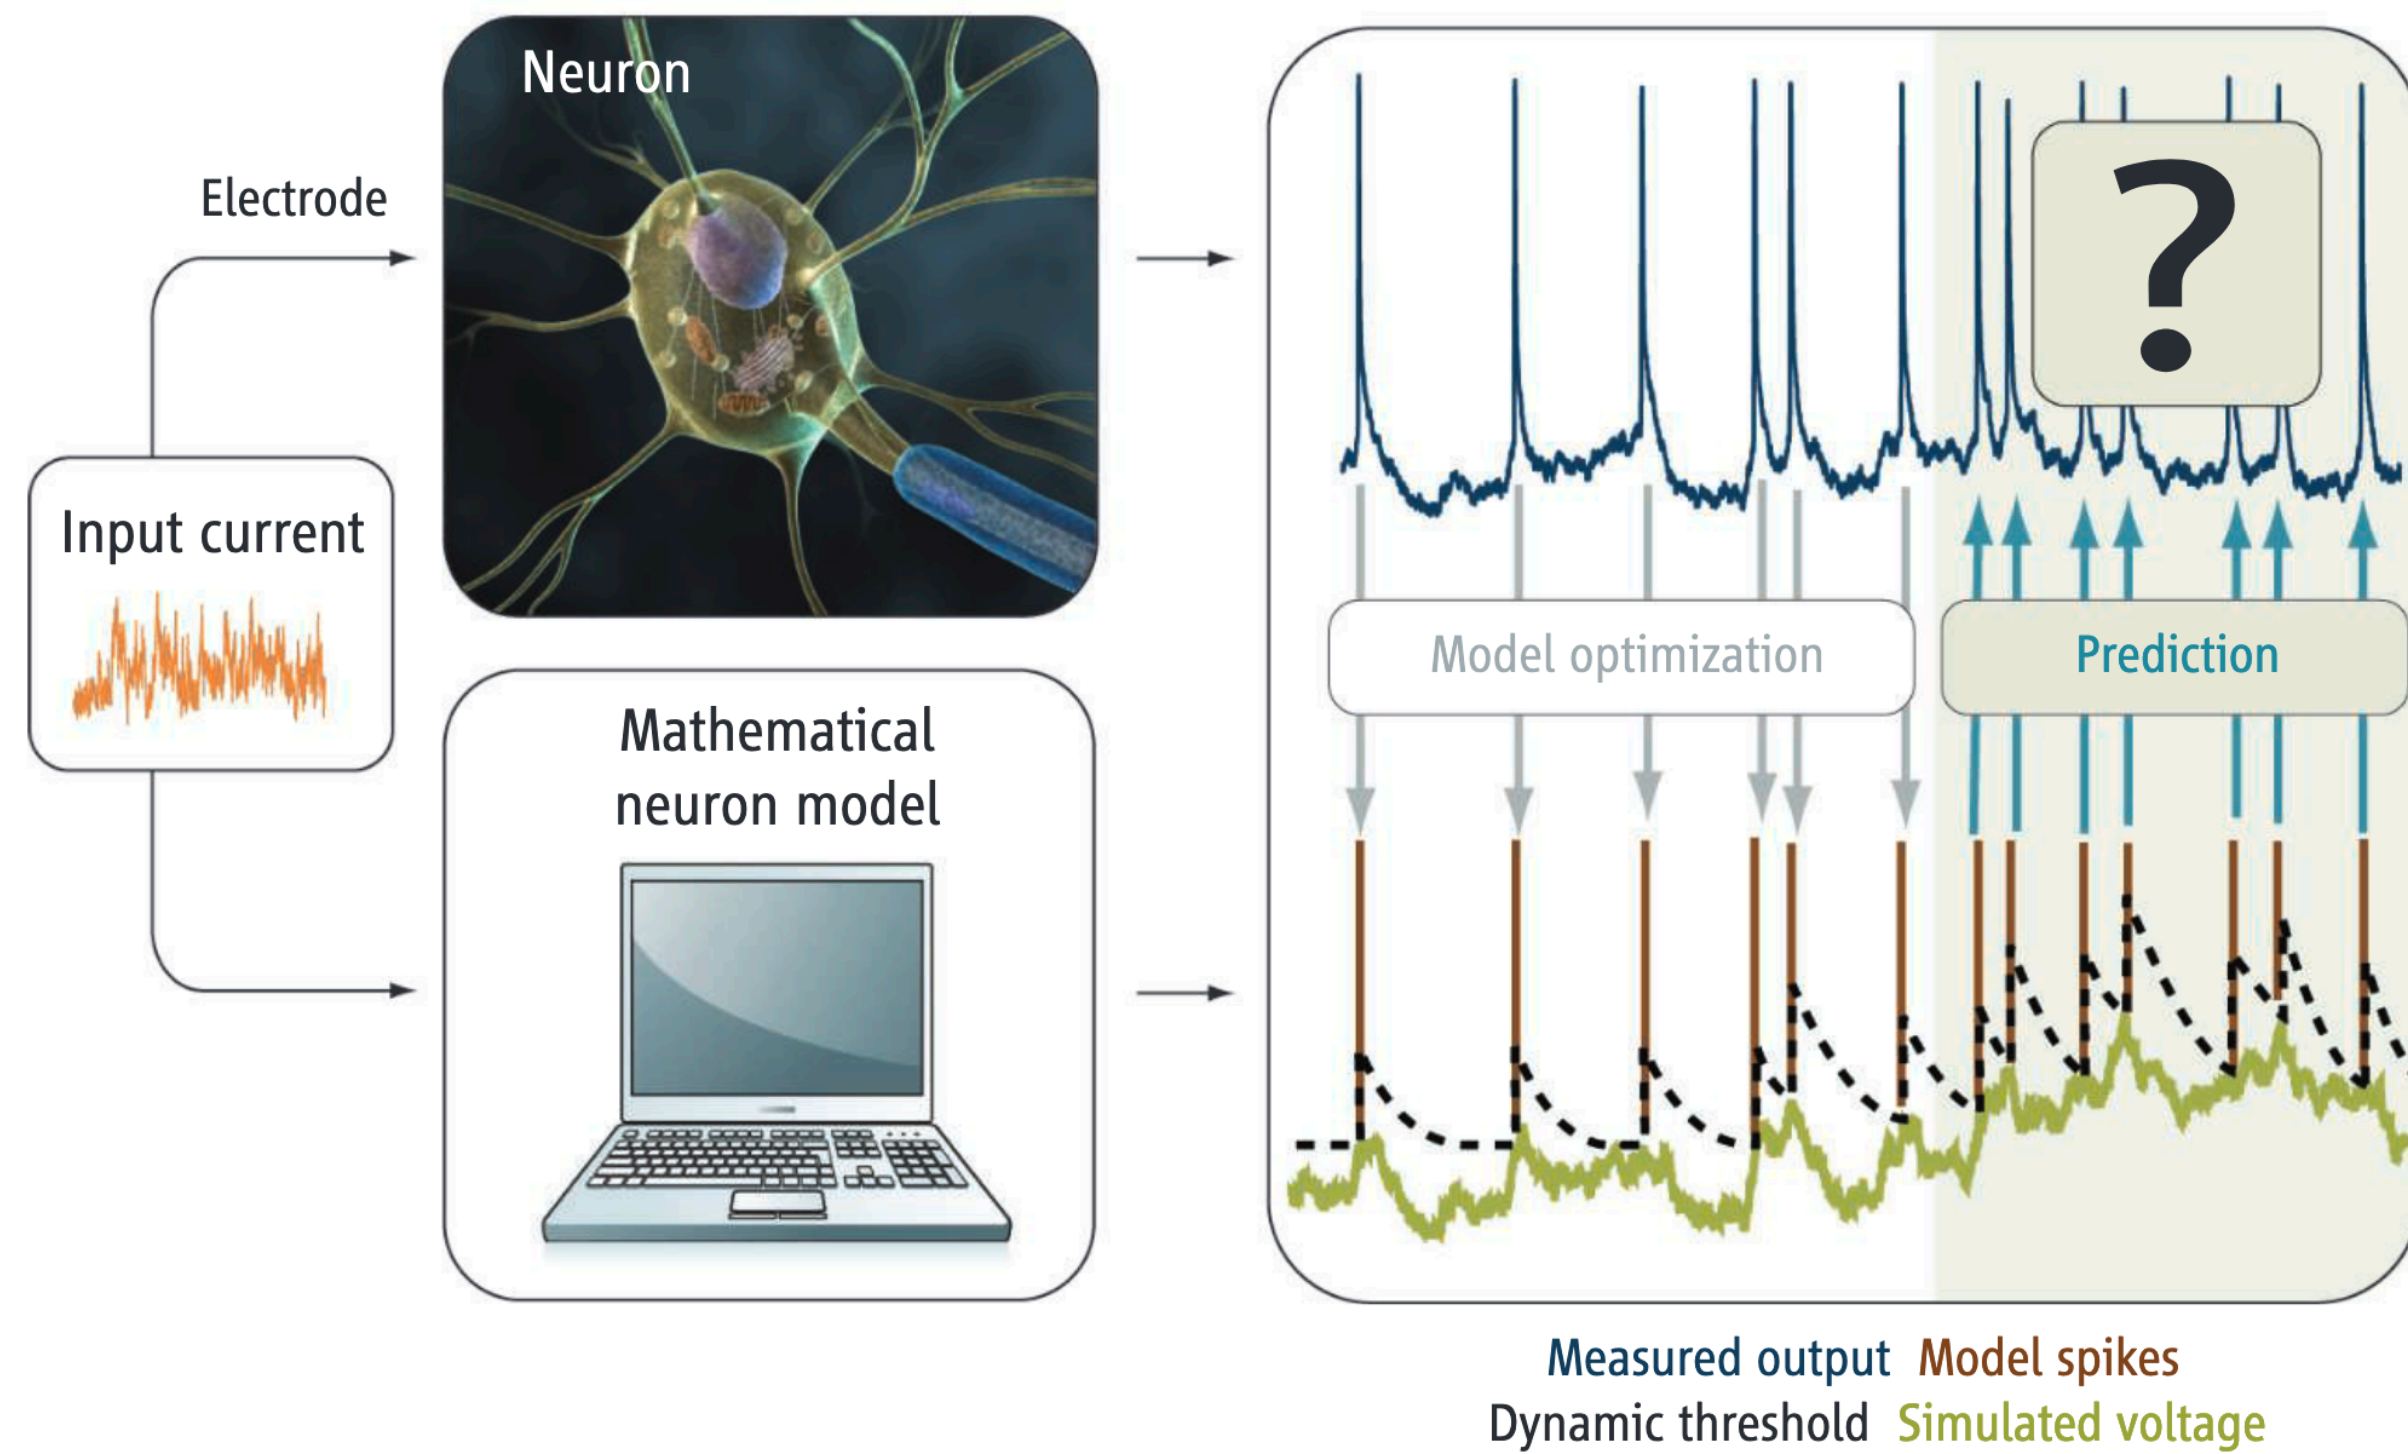 Neuron
Electrode
Input current
Mathematical
neuron model
?
Model optimization
Prediction
Measured output Model spikes
Dynamic threshold Simulated voltage